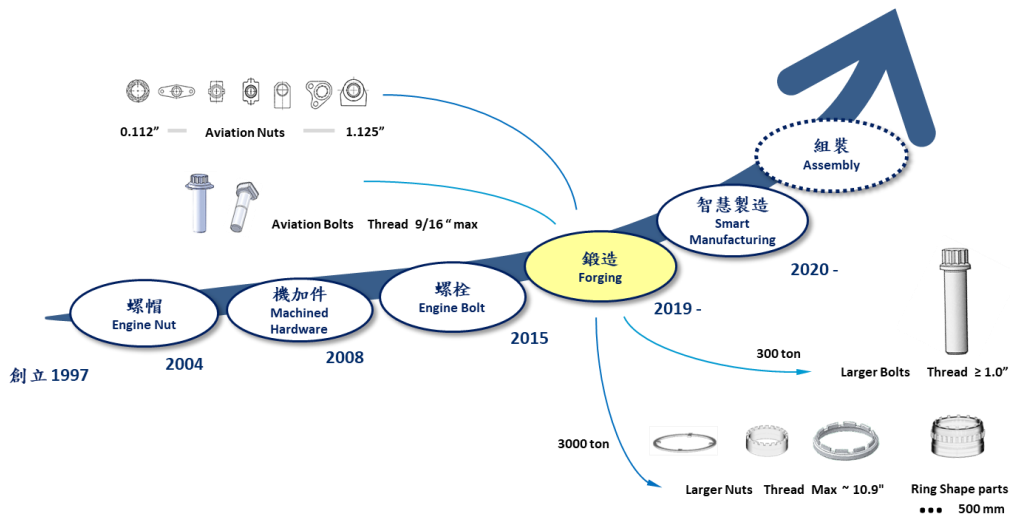 0.112” Aviation Nuts 1.125”
Aviation Bolts Thread 9/16 “ max
組裝
Assembly
智慧製造
Smart
Manufacturing
2020 -
鍛造
Forging
2019 -
螺栓
Engine Bolt
2015
機加件
Machined
Hardware
2008
螺帽
Engine Nut
2004
創立 1997
300 ton
Larger Bolts Thread ≥ 1.0”
3000 ton
Larger Nuts Thread Max ~ 10.9"
Ring Shape parts
••• 500 mm